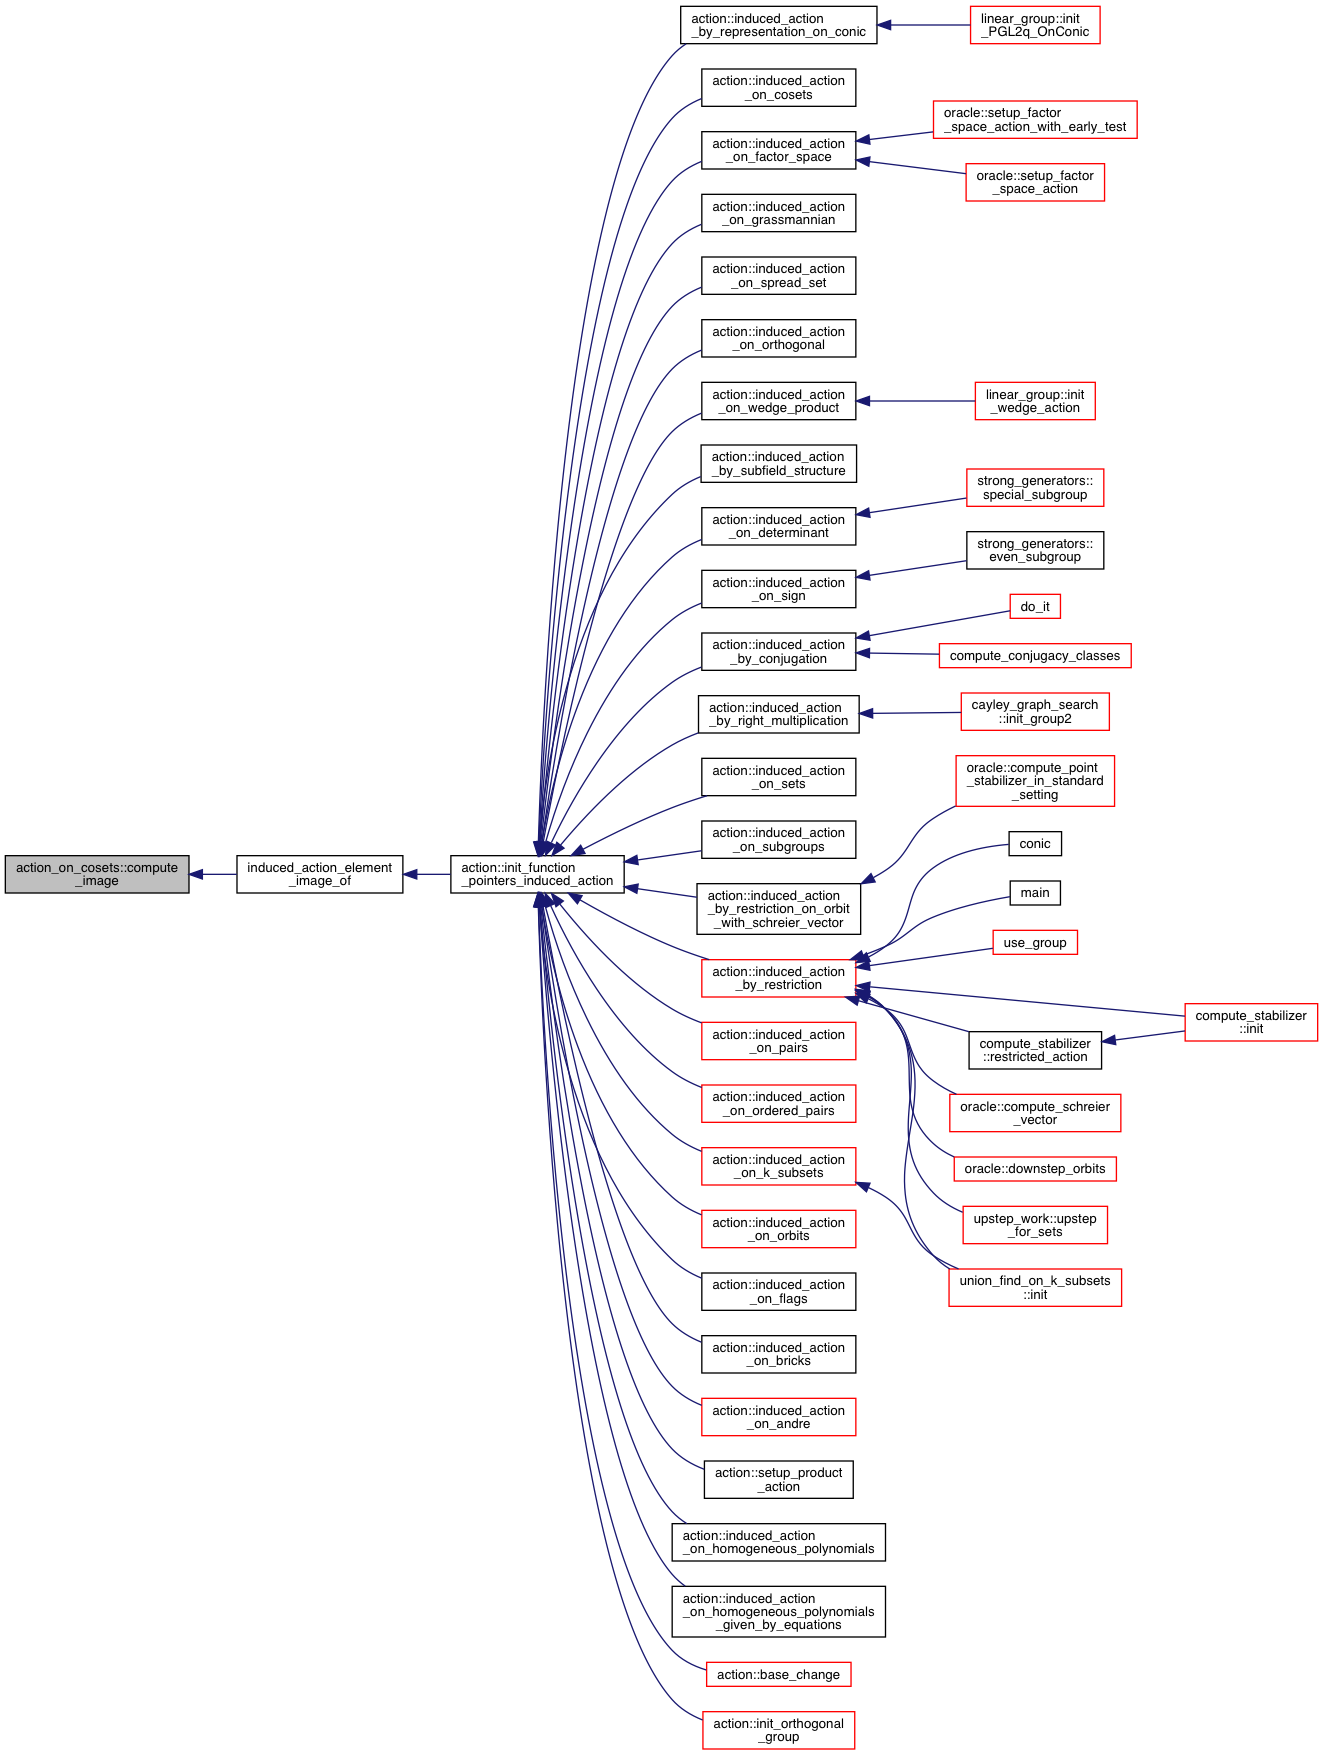 action_on_cosets::compute
_image
induced_action_element
_image_of
action::init_function
_pointers_induced_action
action::induced_action
_by_representation_on_conic
action::induced_action
_on_cosets
action::induced_action
_on_factor_space
action::induced_action
_on_grassmannian
action::induced_action
_on_spread_set
action::induced_action
_on_orthogonal
action::induced_action
_on_wedge_product
action::induced_action
_by_subfield_structure
action::induced_action
_on_determinant
action::induced_action
_on_sign
action::induced_action
_by_conjugation
action::induced_action
_by_right_multiplication
action::induced_action
_on_sets
action::induced_action
_on_subgroups
action::induced_action
_by_restriction_on_orbit
_with_schreier_vector
action::induced_action
_by_restriction
action::induced_action
_on_pairs
action::induced_action
_on_ordered_pairs
action::induced_action
_on_k_subsets
action::induced_action
_on_orbits
action::induced_action
_on_flags
action::induced_action
_on_bricks
action::induced_action
_on_andre
action::setup_product
_action
action::induced_action
_on_homogeneous_polynomials
action::induced_action
_on_homogeneous_polynomials
_given_by_equations
action::base_change
action::init_orthogonal
_group
linear_group::init
_PGL2q_OnConic
oracle::setup_factor
_space_action_with_early_test
oracle::setup_factor
_space_action
linear_group::init
_wedge_action
strong_generators::
special_subgroup
strong_generators::
even_subgroup
do_it
compute_conjugacy_classes
cayley_graph_search
::init_group2
oracle::compute_point
_stabilizer_in_standard
_setting
conic
main
use_group
compute_stabilizer
::restricted_action
oracle::compute_schreier
_vector
oracle::downstep_orbits
upstep_work::upstep
_for_sets
union_find_on_k_subsets
::init
compute_stabilizer
::init